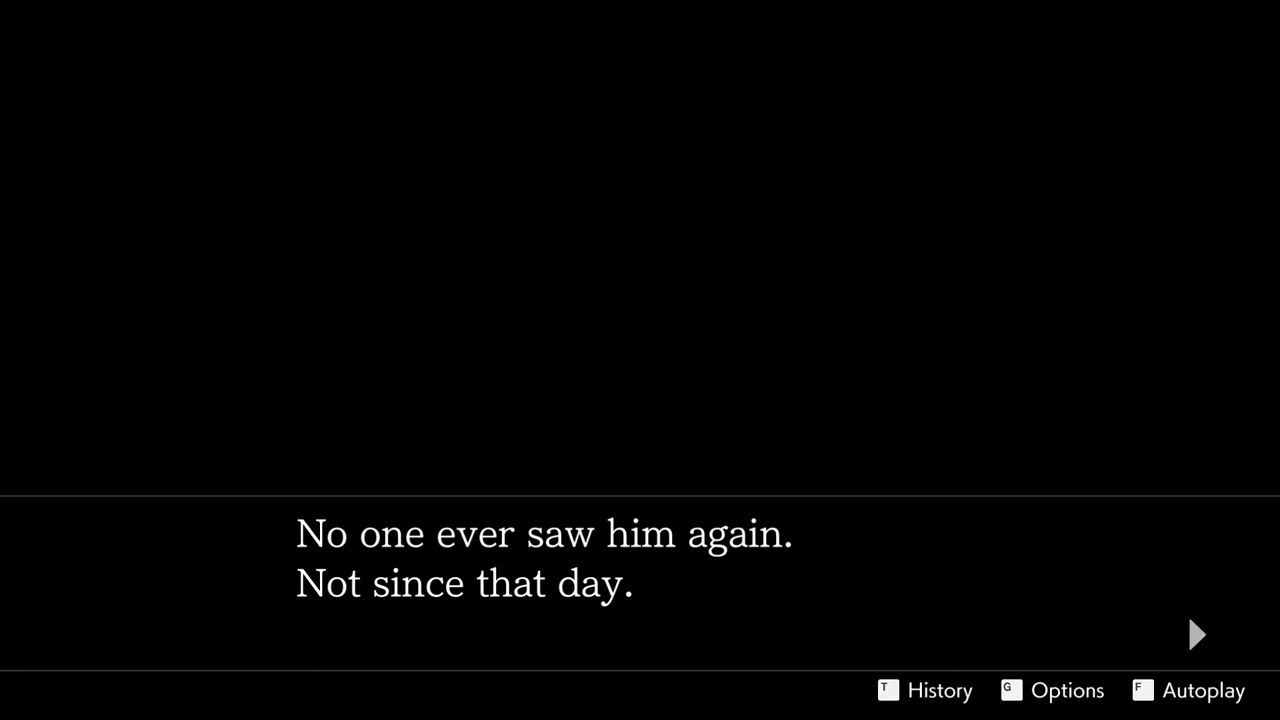 No one ever saw him again.
Not since that day.
T History G Options F Autoplay